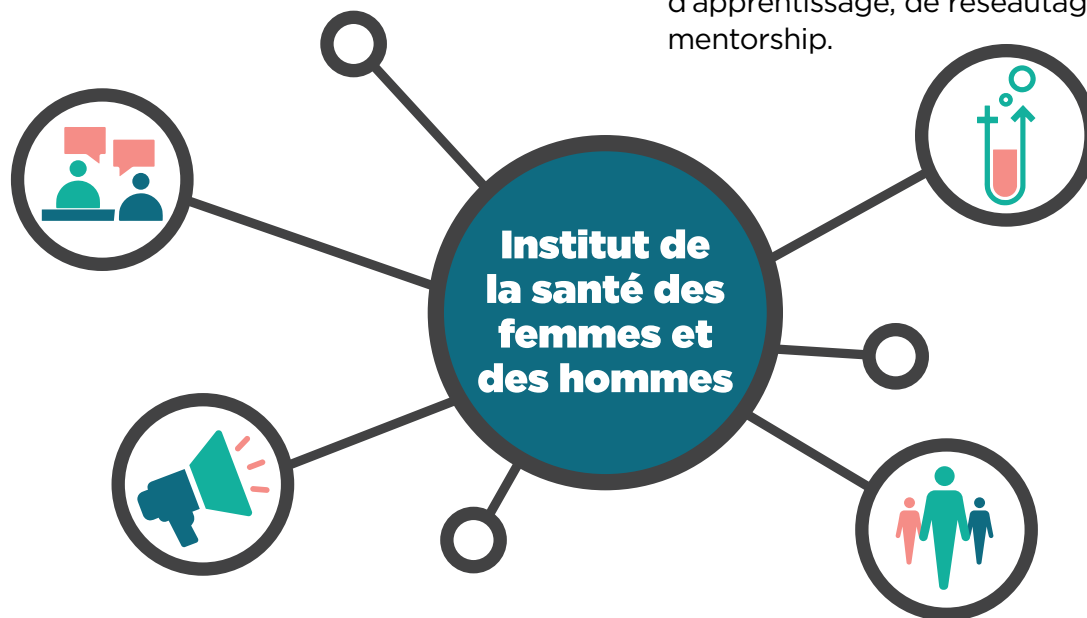 d'apprentissage, de réseautag
mentorship.
Institut de
la santé des
femmes et
des hommes